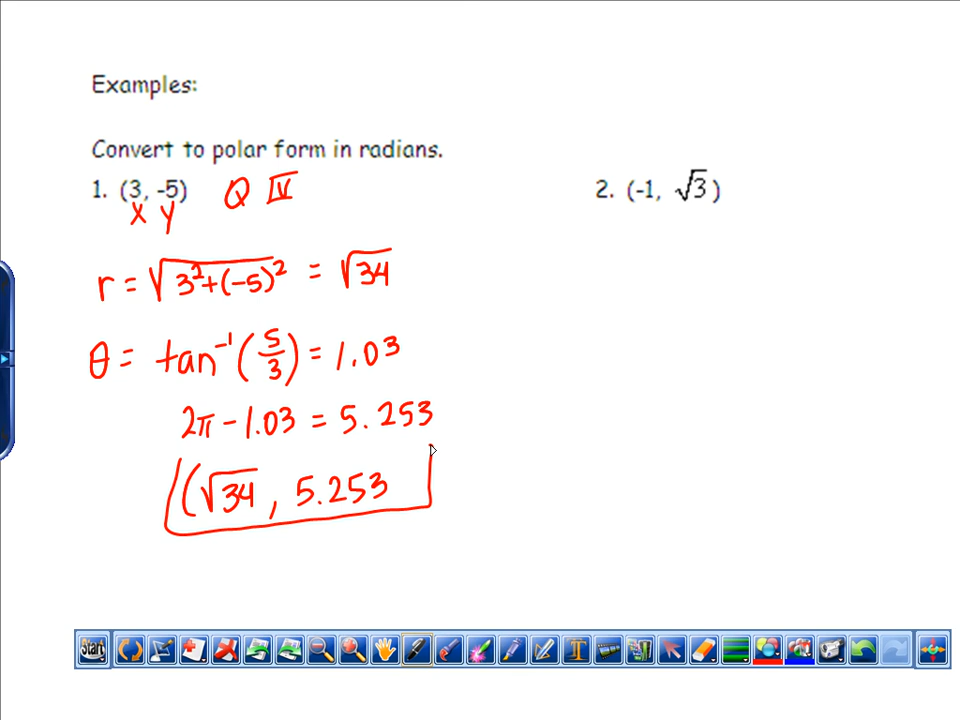 Examples:
Convert to polar form in radians.
1. (3, -5) Q IV
x y
r = √3²+(-5)² = √34
θ = tan⁻¹(5/3) = 1.03
2π - 1.03 = 5.253
(√34, 5.253
2. (-1, √3)
Start
T